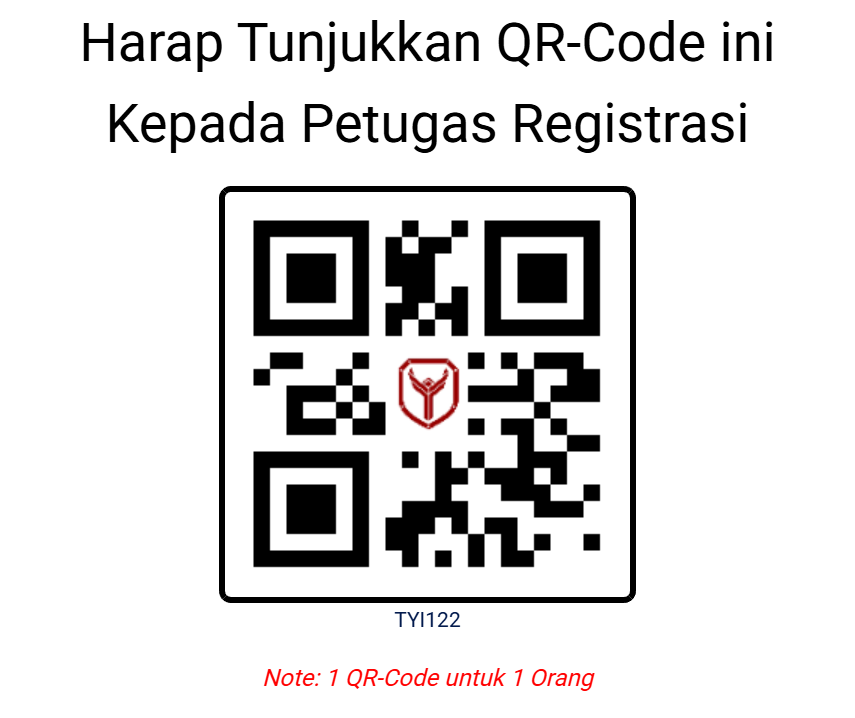 Harap Tunjukkan QR-Code ini
Kepada Petugas Registrasi
TYI122
Note: 1 QR-Code untuk 1 Orang